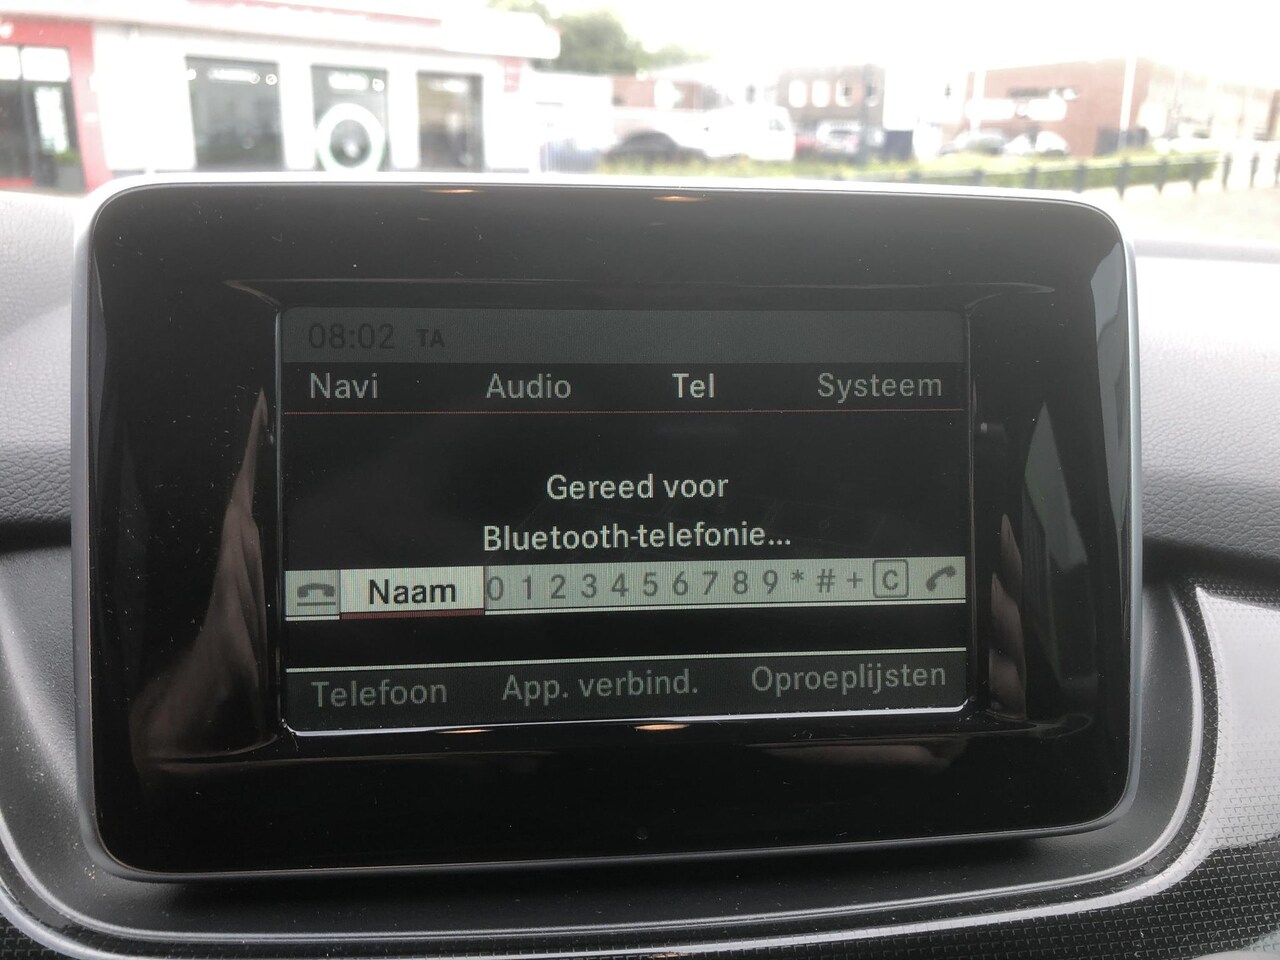 08:02 TA
Navi Audio Tel Systeem
Gereed voor
Bluetooth-telefonie...
Naam 0 1 2 3 4 5 6 7 8 9 * # + C
Telefoon App. verbind. Oproeplijsten